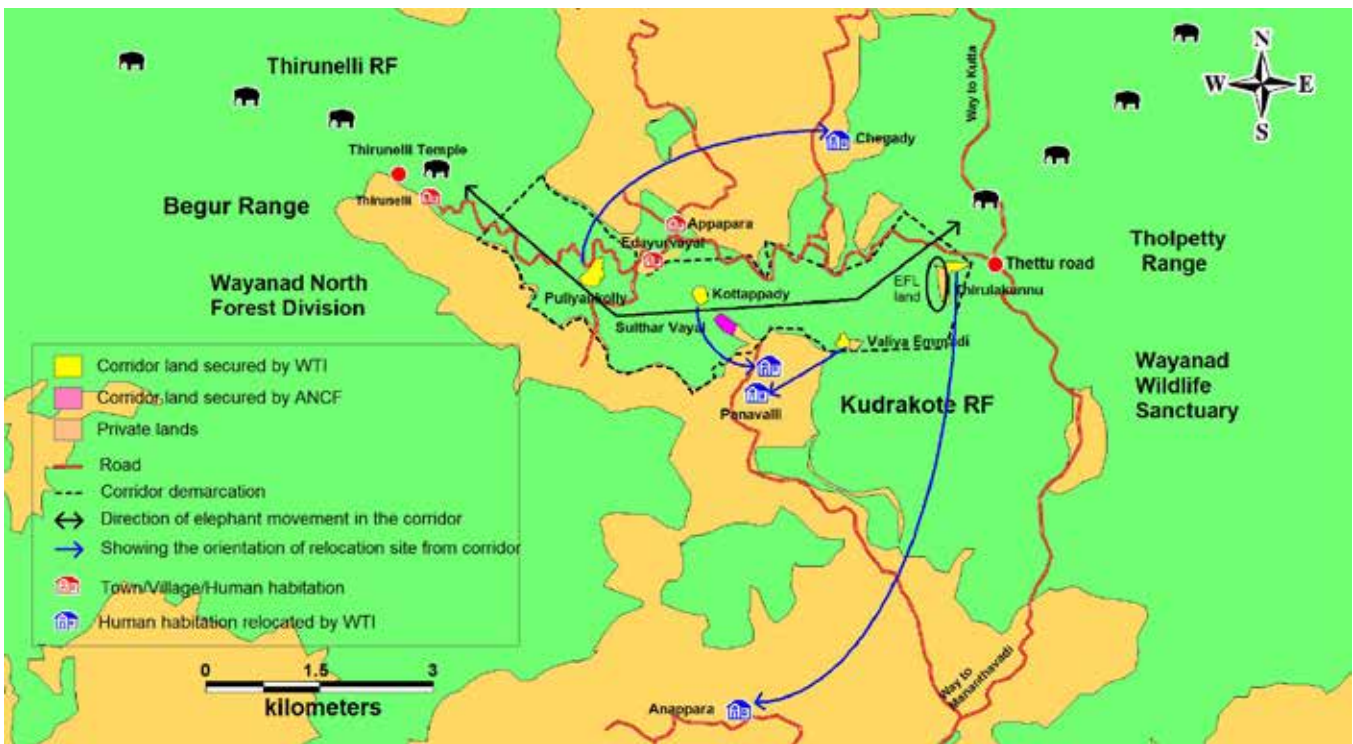 N
W E
S
Thirunelli RF
Way to Kutta
Chegady
Thirunelli Temple
Thirunelli
Begur Range
Appapara
Edayurvayal
Tholpetty
Range
Thettu road
Wayanad North
Forest Division
Puliyankolly
Kottappady
EFL
land
Chirulakannu
Sulthar Vayal
Valiya Emmadi
Wayanad
Wildlife
Sanctuary
Panavalli
Kudrakote RF
Corridor land secured by WTI
Corridor land secured by ANCF
Private lands
Road
Corridor demarcation
Direction of elephant movement in the corridor
Showing the orientation of relocation site from corridor
Town/Village/Human habitation
Human habitation relocated by WTI
0 1.5 3
kilometers
Way to
Mananthavadi
Anappara